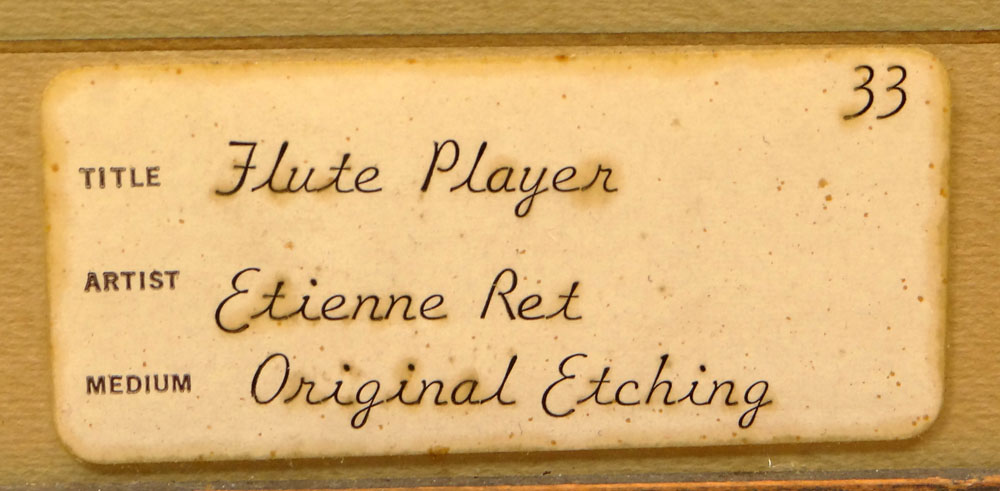 33
TITLE Flute Player
ARTIST Etienne Ret
MEDIUM Original Etching